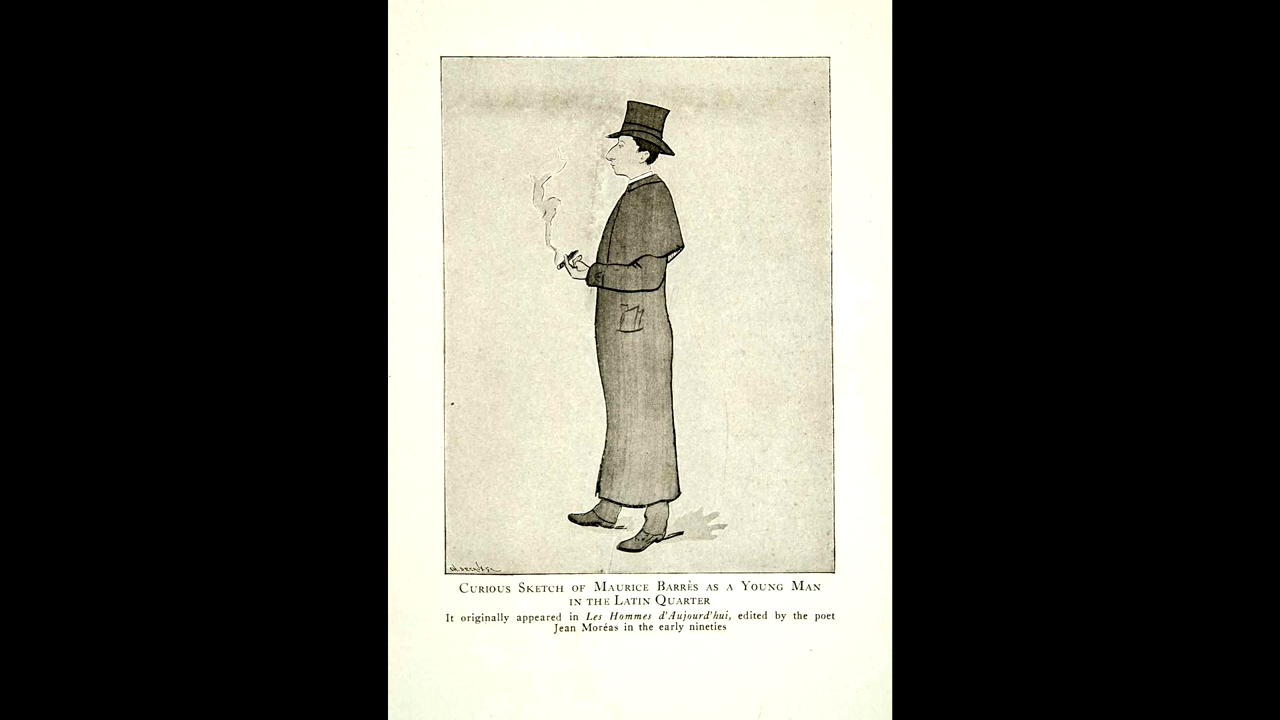 Curious Sketch of Maurice Barrès as a Young Man
in the Latin Quarter
It originally appeared in Les Hommes d'Aujourd'hui, edited by the poet
Jean Moréas in the early nineties